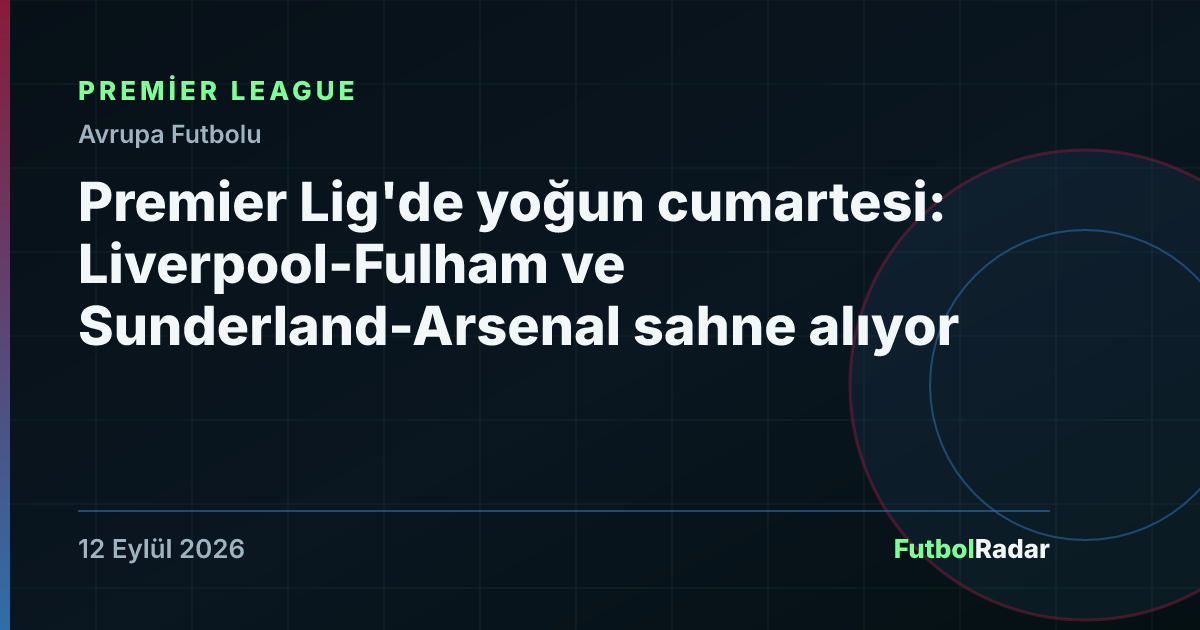 PREMİER LEAGUE
Avrupa Futbolu
Premier Lig'de yoğun cumartesi:
Liverpool-Fulham ve
Sunderland-Arsenal sahne alıyor
12 Eylül 2026
FutbolRadar